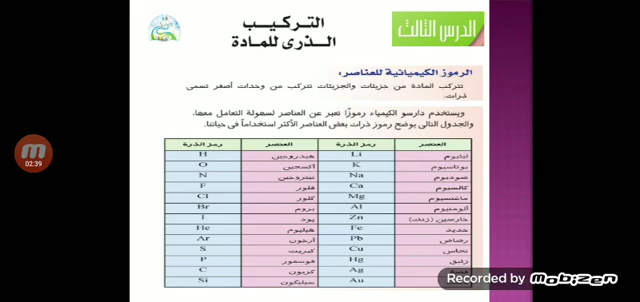 الدرس الثالث
التركيب
الذرى للمادة
الرموز الكيميائية للعناصر:
تتركب المادة من جزيئات والجزيئات تتركب من وحدات أصغر تسمى
ذرات.
ويستخدم دارسو الكيمياء رموزًا تعبر عن العناصر لسهولة التعامل معها.
والجدول التالى يوضح رموز ذرات بعض العناصر الأكثر استخداماً فى حياتنا.
العنصر رمز الذرة العنصر رمز الذرة
ليثيوم Li هيدروجين H
بوتاسيوم K أكسجين O
صوديوم Na نيتروجين N
كالسيوم Ca فلور F
ماغنسيوم Mg كلور Cl
ألومنيوم Al بروم Br
خارصين (زنك) Zn يود I
حديد Fe هيليوم He
رصاص Pb أرجون Ar
نحاس Cu كبريت S
زئبق Hg فوسفور P
Ag كربون C
Au سيليكون Si
02:39
Recorded by mobizen